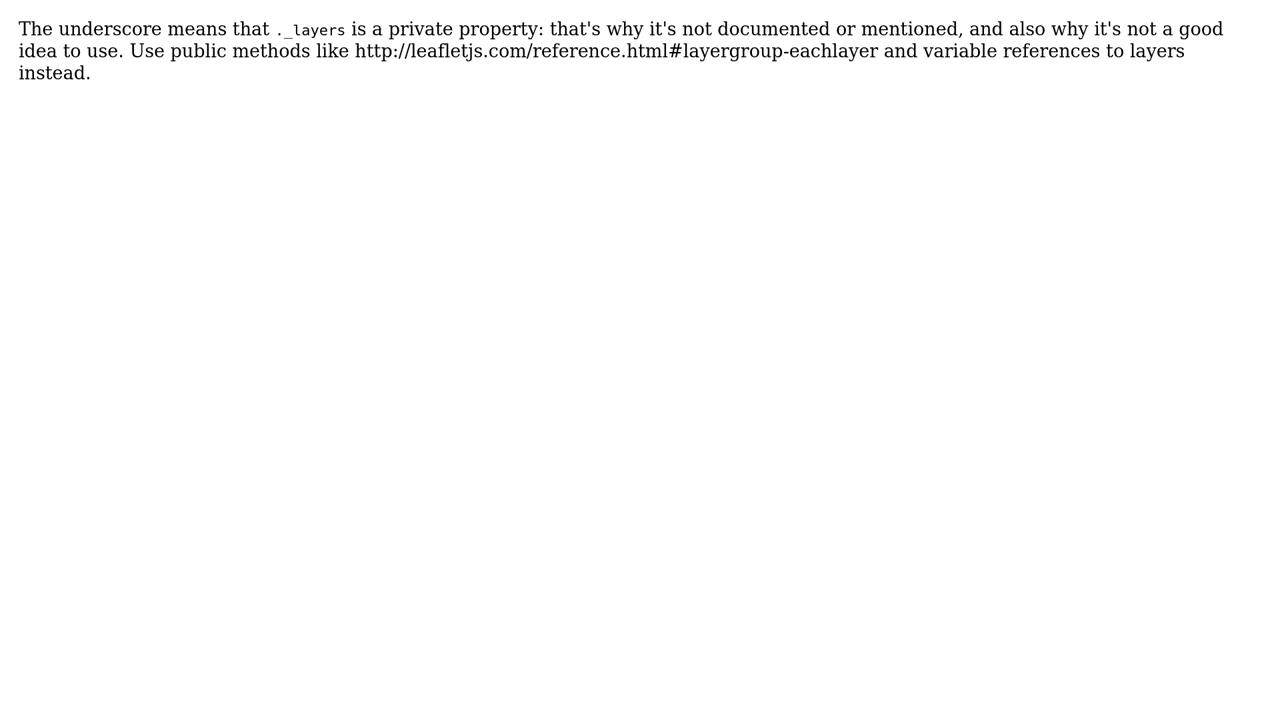 The underscore means that ._layers is a private property: that's why it's not documented or mentioned, and also why it's not a good
idea to use. Use public methods like http://leafletjs.com/reference.html#layergroup-eachlayer and variable references to layers
instead.